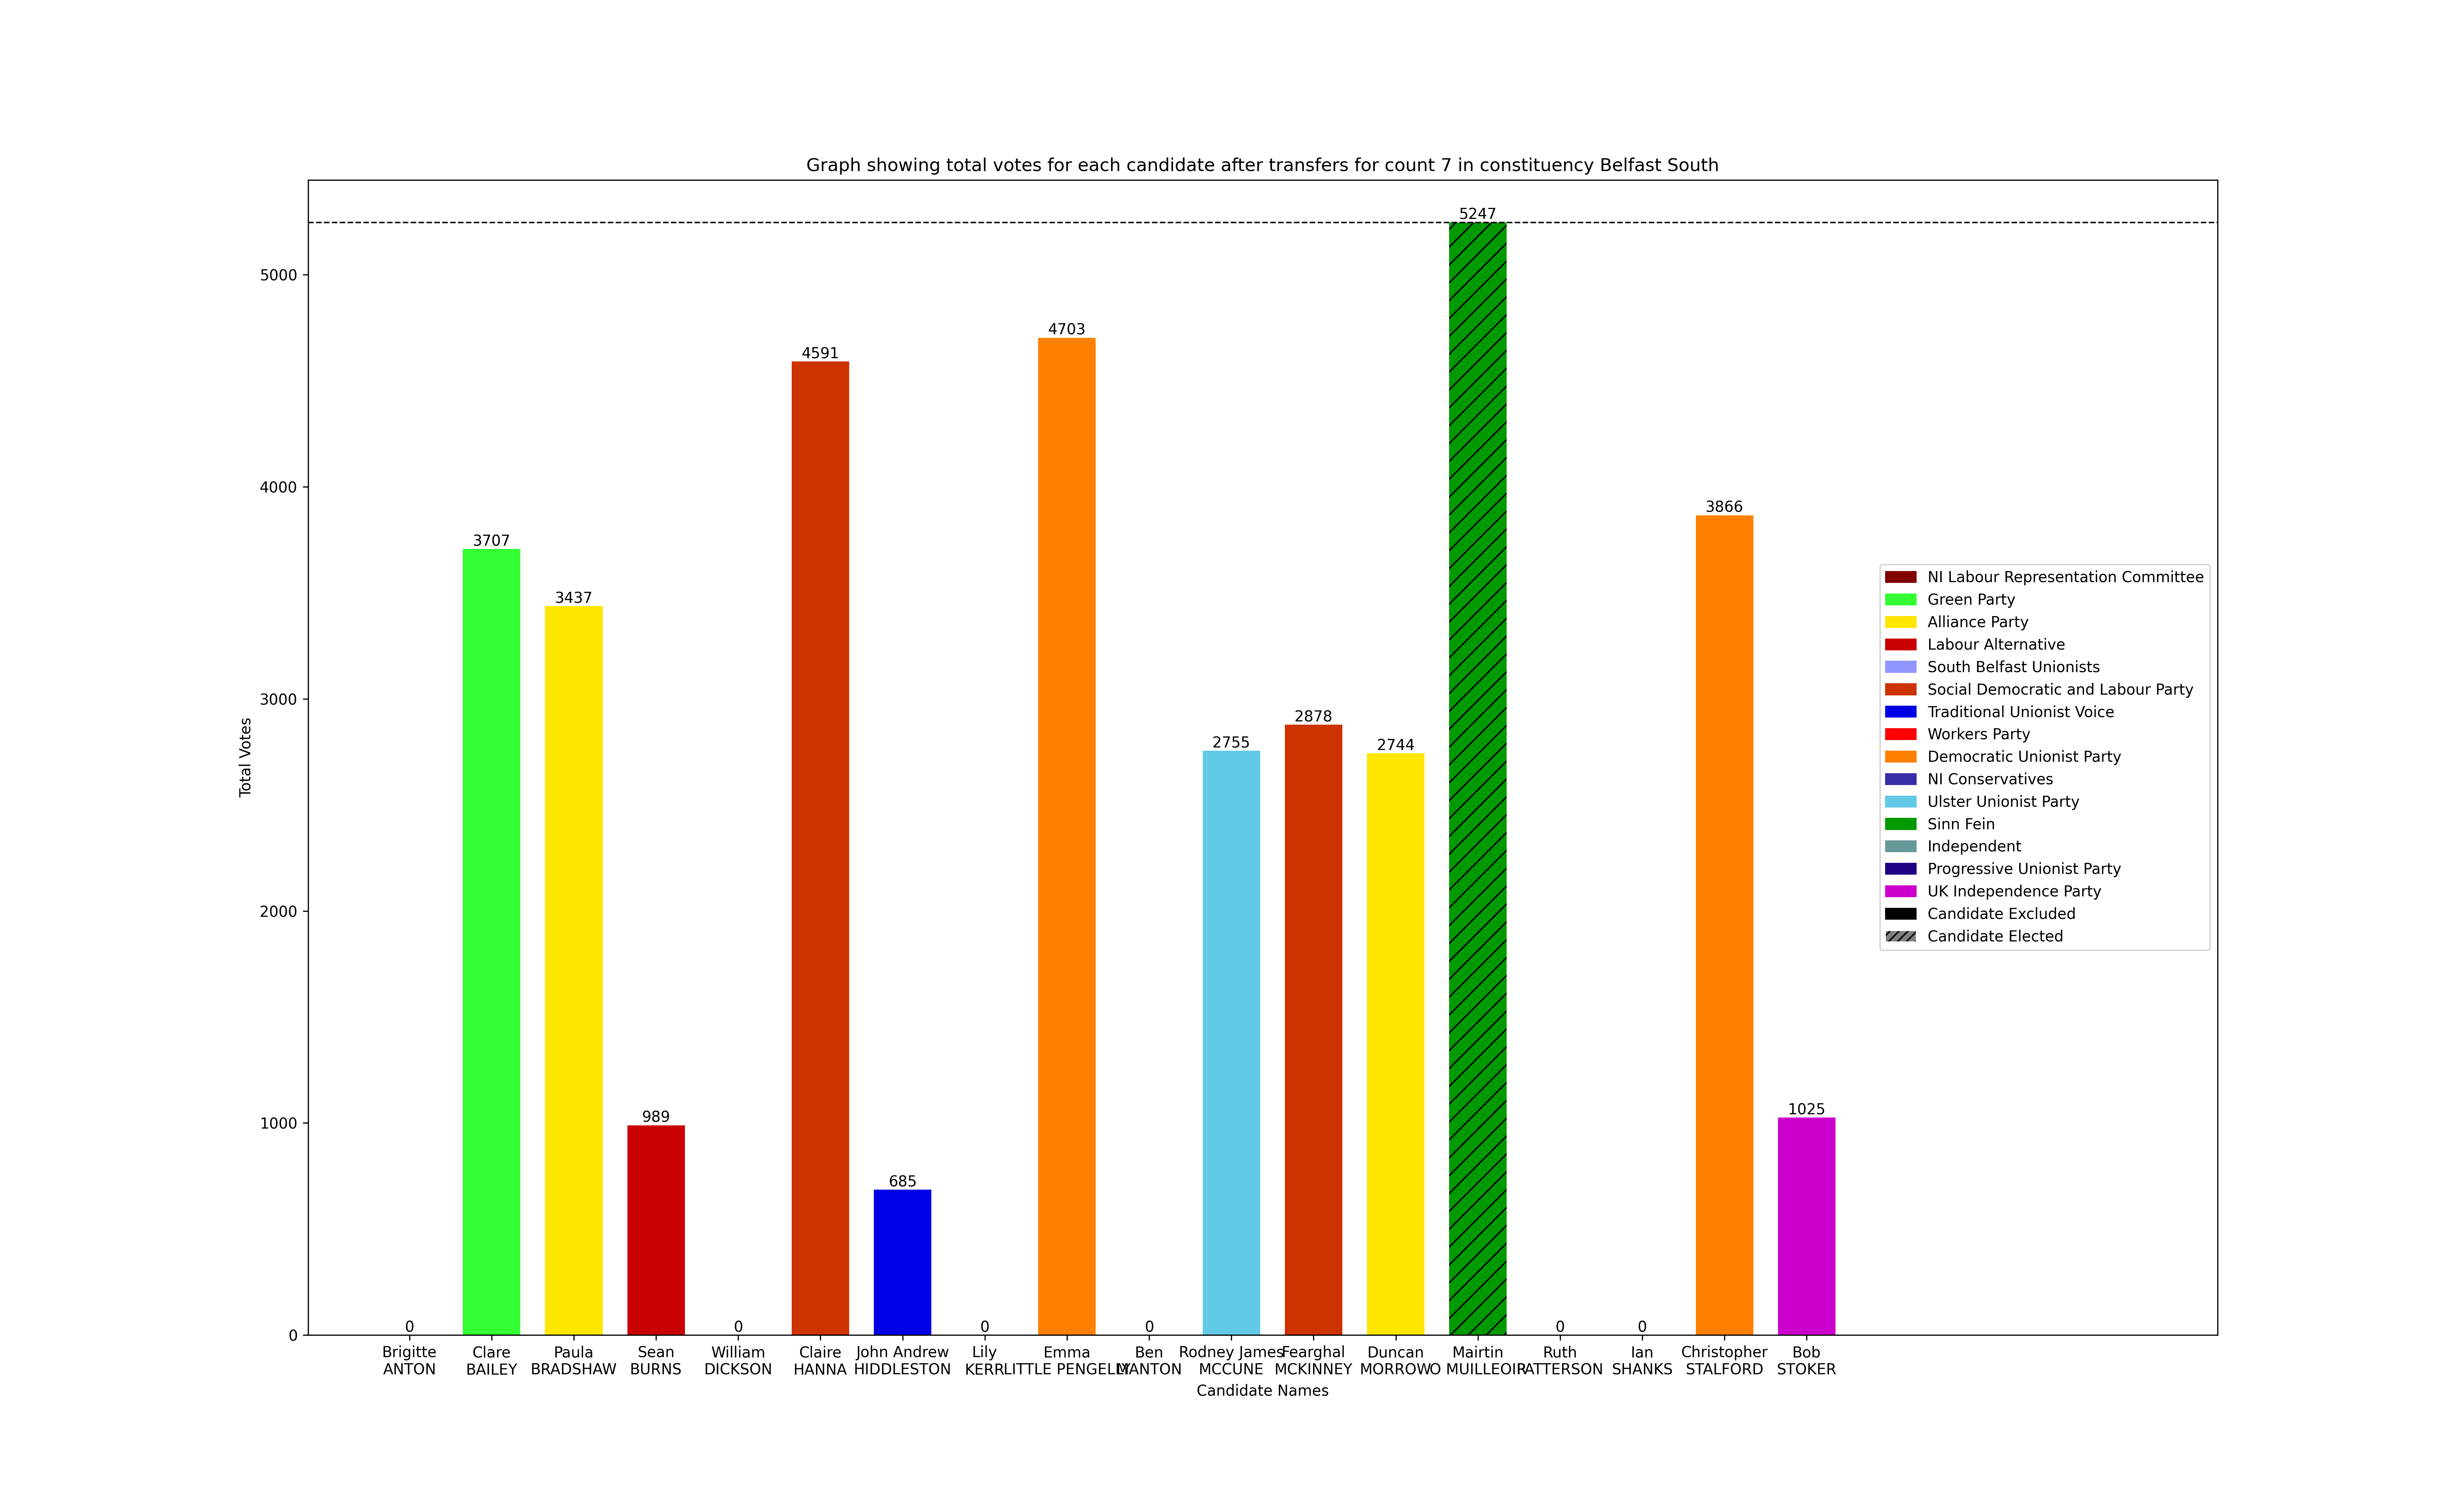 Graph showing total votes for each candidate after transfers for count 7 in constituency Belfast South
5247
5000
4703
4591
4000
3866
3707
3437
3000
2878
2755
2744
2000
1000
1025
989
685
0
0
0
0
0
0
0
Total Votes
Brigitte
ANTON
Clare
BAILEY
Paula
BRADSHAW
Sean
BURNS
William
DICKSON
Claire
HANNA
John Andrew
HIDDLESTON
Lily
KERR
Emma
LITTLE PENGELLY
Ben
MANTON
Rodney James
MCCUNE
Fearghal
MCKINNEY
Duncan
MORROW
Mairtin
O MUILLEOIR
Ruth
PATTERSON
Ian
SHANKS
Christopher
STALFORD
Bob
STOKER
Candidate Names
NI Labour Representation Committee
Green Party
Alliance Party
Labour Alternative
South Belfast Unionists
Social Democratic and Labour Party
Traditional Unionist Voice
Workers Party
Democratic Unionist Party
NI Conservatives
Ulster Unionist Party
Sinn Fein
Independent
Progressive Unionist Party
UK Independence Party
Candidate Excluded
Candidate Elected